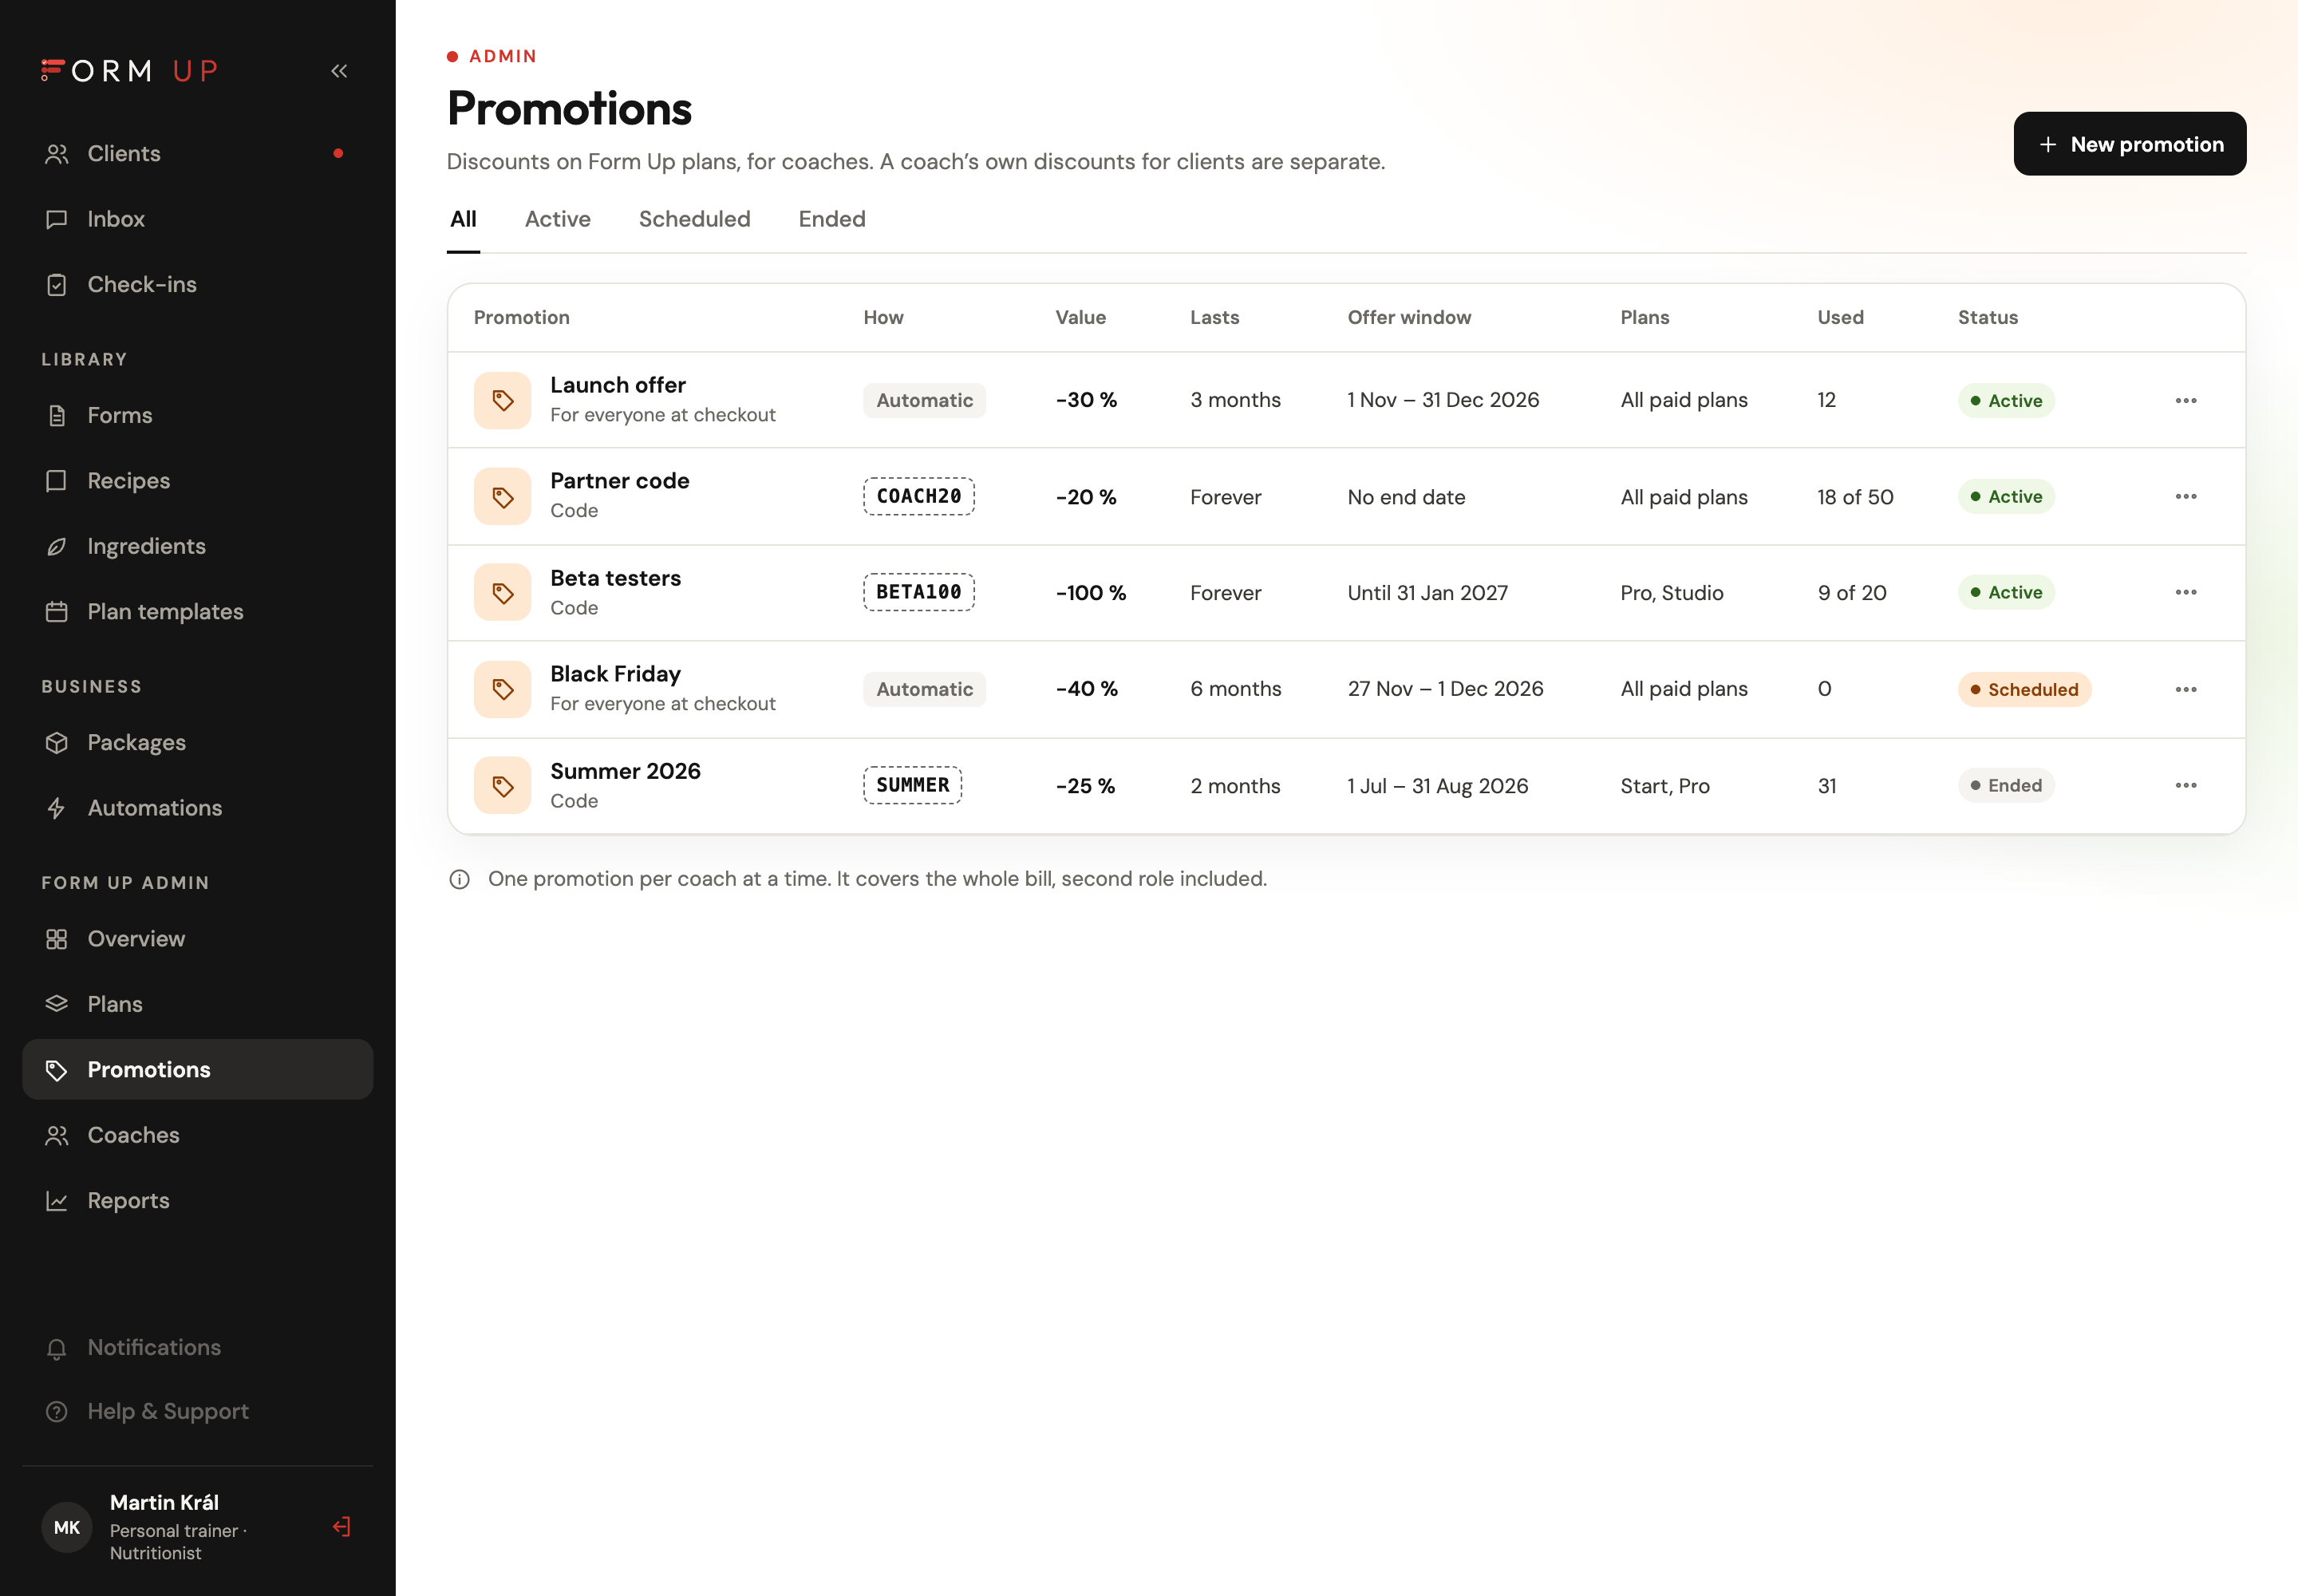 FORM UP
Clients
Inbox
Check-ins
LIBRARY
Forms
Recipes
Ingredients
Plan templates
BUSINESS
Packages
Automations
FORM UP ADMIN
Overview
Plans
Promotions
Coaches
Reports
Notifications
Help & Support
MK
Martin Král
Personal trainer ·
Nutritionist
ADMIN
Promotions
Discounts on Form Up plans, for coaches. A coach’s own discounts for clients are separate.
+ New promotion
All Active Scheduled Ended
Promotion How Value Lasts Offer window Plans Used Status
Launch offer
For everyone at checkout
Automatic −30 % 3 months 1 Nov – 31 Dec 2026 All paid plans 12 Active
Partner code
Code
COACH20 −20 % Forever No end date All paid plans 18 of 50 Active
Beta testers
Code
BETA100 −100 % Forever Until 31 Jan 2027 Pro, Studio 9 of 20 Active
Black Friday
For everyone at checkout
Automatic −40 % 6 months 27 Nov – 1 Dec 2026 All paid plans 0 Scheduled
Summer 2026
Code
SUMMER −25 % 2 months 1 Jul – 31 Aug 2026 Start, Pro 31 Ended
One promotion per coach at a time. It covers the whole bill, second role included.